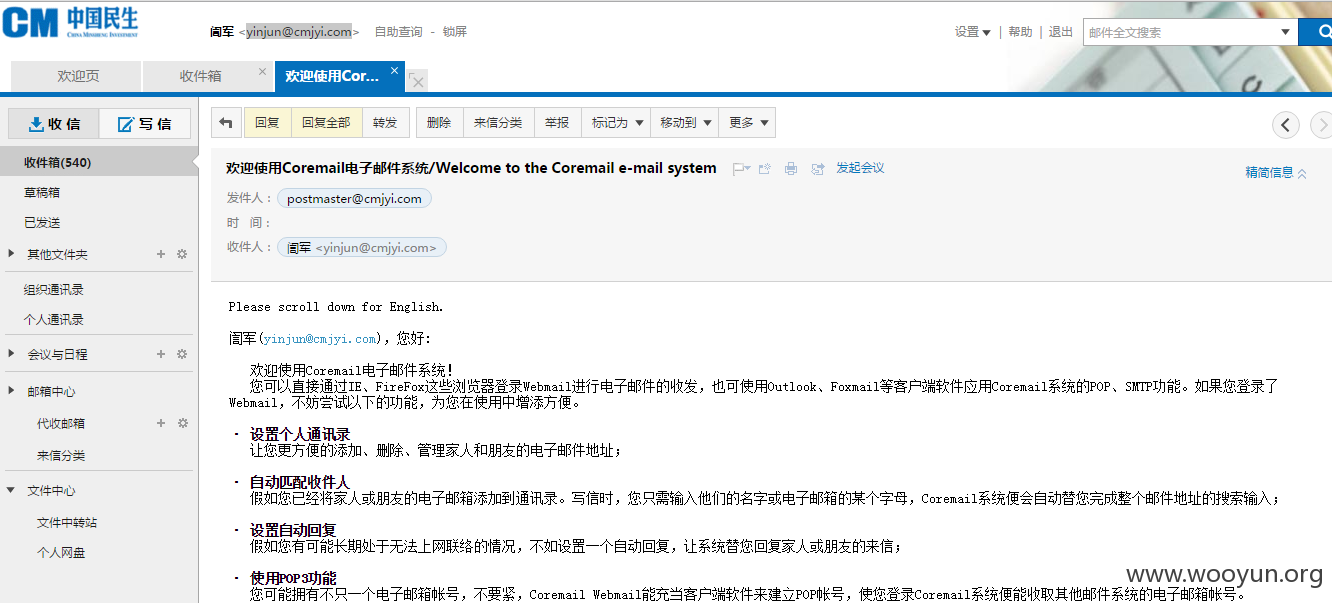 CM 中国民生
CHINA MINSHENG INVESTMENT
訚军 <yinjun@cmjyi.com> 自助查询 - 锁屏
设置 | 帮助 | 退出 邮件全文搜索
欢迎页 收件箱 欢迎使用Cor...
收信 写信
回复 回复全部 转发 删除 来信分类 举报 标记为 移动到 更多
收件箱(540)
草稿箱
已发送
其他文件夹
组织通讯录
个人通讯录
会议与日程
邮箱中心
代收邮箱
来信分类
文件中心
文件中转站
个人网盘
欢迎使用Coremail电子邮件系统/Welcome to the Coremail e-mail system 发起会议
精简信息
发件人： postmaster@cmjyi.com
时 间：
收件人： 訚军 <yinjun@cmjyi.com>
Please scroll down for English.
訚军(yinjun@cmjyi.com)，您好:
欢迎使用Coremail电子邮件系统!
您可以直接通过IE、FireFox这些浏览器登录Webmail进行电子邮件的收发，也可使用Outlook、Foxmail等客户端软件应用Coremail系统的POP、SMTP功能。如果您登录了
Webmail，不妨尝试以下的功能，为您在使用中增添方便。
· 设置个人通讯录
让您更方便的添加、删除、管理家人和朋友的电子邮件地址；
· 自动匹配收件人
假如您已经将家人或朋友的电子邮箱添加到通讯录。写信时，您只需输入他们的名字或电子邮箱的某个字母，Coremail系统便会自动替您完成整个邮件地址的搜索输入；
· 设置自动回复
假如您有可能长期处于无法上网联络的情况，不如设置一个自动回复，让系统替您回复家人或朋友的来信；
· 使用POP3功能
您可能拥有不只一个电子邮箱帐号，不要紧，Coremail Webmail能充当客户端软件来建立POP帐号，使您登录Coremail系统便能收取其他邮件系统的电子邮箱帐号。
www.wooyun.org